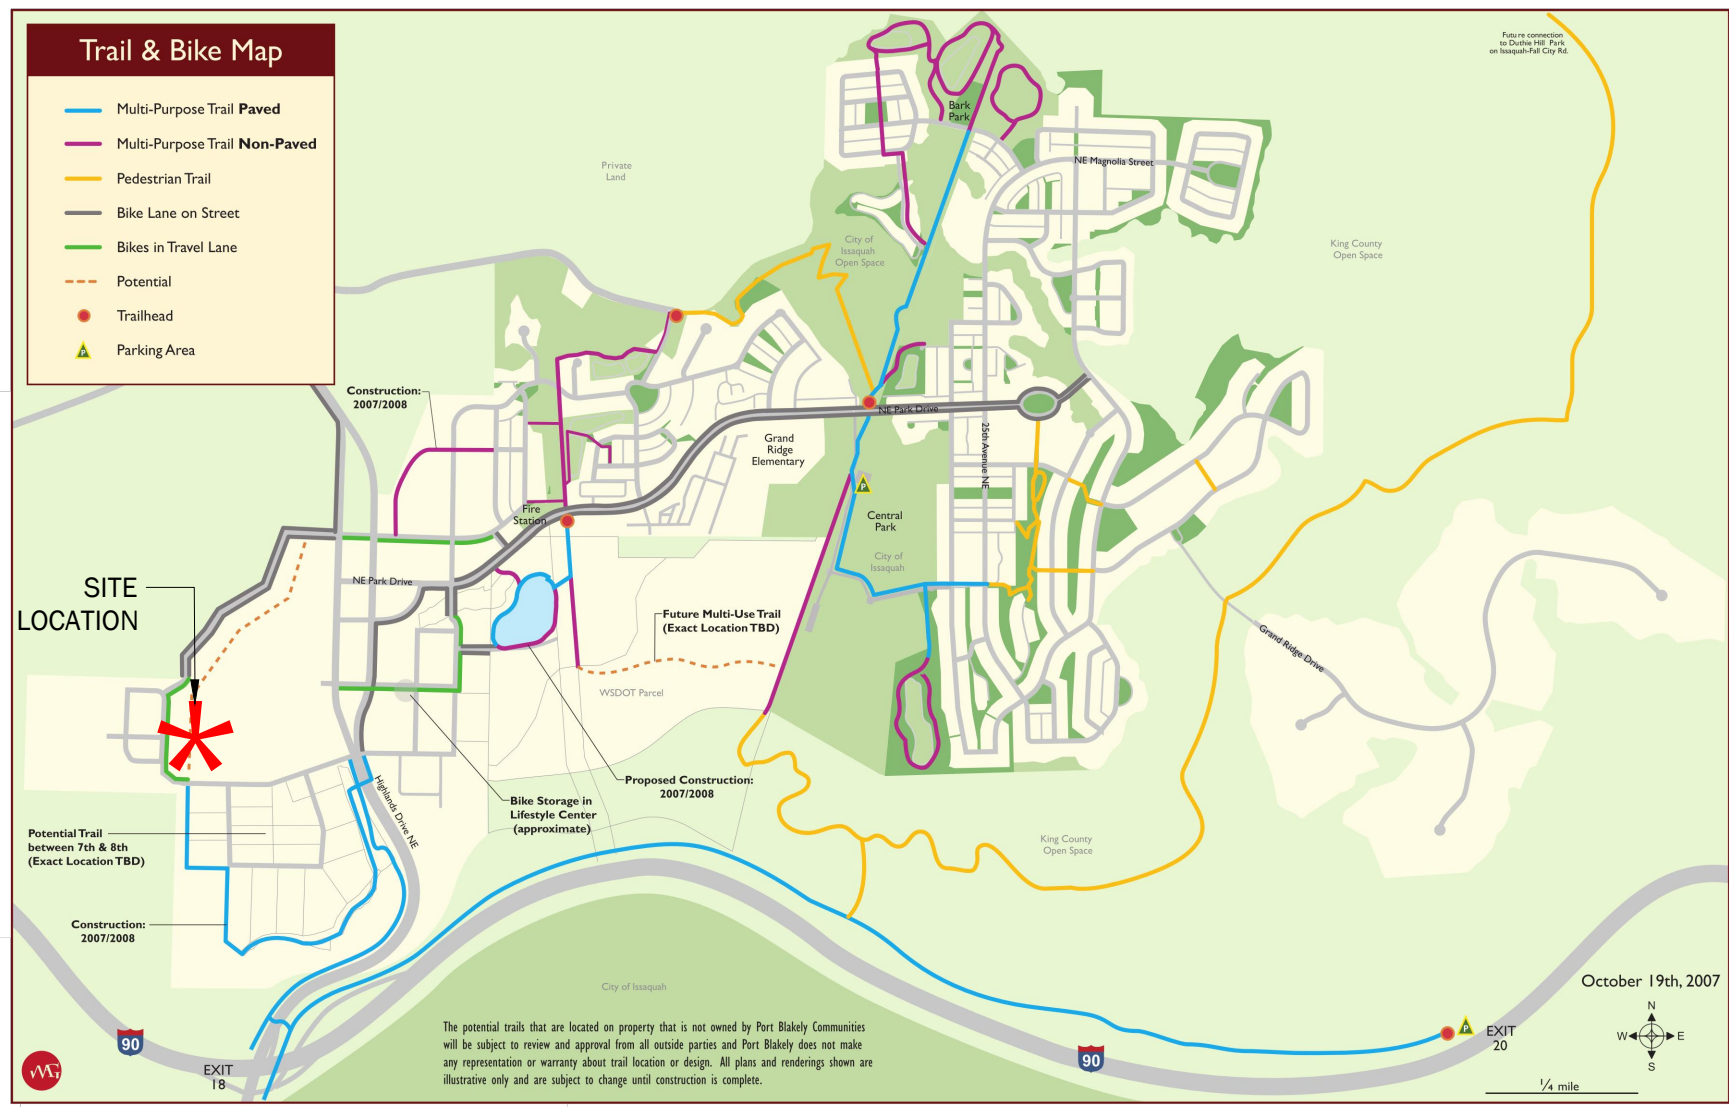 Trail & Bike Map
Multi-Purpose Trail Paved
Multi-Purpose Trail Non-Paved
Pedestrian Trail
Bike Lane on Street
Bikes in Travel Lane
Potential
Trailhead
P
Parking Area
Future connection
to Duthie Hill Park
on Issaquah-Fall City Rd.
Bark
Park
NE Magnolia Street
Private
Land
City of
Issaquah
Open Space
King County
Open Space
Construction:
2007/2008
NE Park Drive
Grand
Ridge
Elementary
25th Avenue NE
P
Fire
Station
Central
Park
City of
Issaquah
SITE
LOCATION
NE Park Drive
Future Multi-Use Trail
(Exact Location TBD)
Grand Ridge Drive
WSDOT Parcel
Highlands Drive NE
Proposed Construction:
2007/2008
Bike Storage in
Lifestyle Center
(approximate)
Potential Trail
between 7th & 8th
(Exact Location TBD)
King County
Open Space
Construction:
2007/2008
City of Issaquah
October 19th, 2007
The potential trails that are located on property that is not owned by Port Blakely Communities
will be subject to review and approval from all outside parties and Port Blakely does not make
any representation or warranty about trail location or design. All plans and renderings shown are
illustrative only and are subject to change until construction is complete.
90
EXIT
18
90
P
EXIT
20
N
W
E
S
1/4 mile